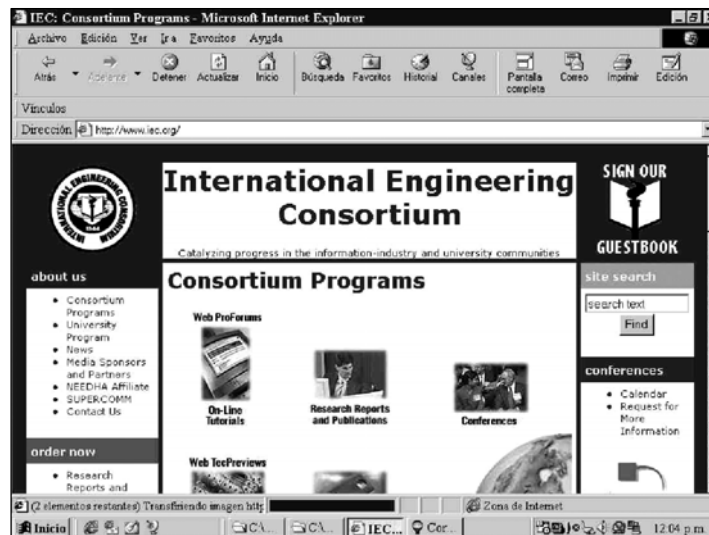 IEC: Consortium Programs - Microsoft Internet Explorer
Archivo Edición Ver Ir a Favoritos Ayuda
Atrás Adelante Detener Actualizar Inicio Búsqueda Favoritos Historial Canales Pantalla completa Correo Imprimir Edición
Vínculos
Dirección http://www.iec.org/
INTERNATIONAL ENGINEERING CONSORTIUM
1944
International Engineering
Consortium
Catalyzing progress in the information-industry and university communities
SIGN OUR
GUESTBOOK
about us
Consortium
Programs
University
Program
News
Media Sponsors
and Partners
NEEDHA Affiliate
SUPERCOMM
Contact Us
order now
Research
Reports and
Consortium Programs
Web ProForums
On-Line
Tutorials
Research Reports
and Publications
Conferences
Web TecPreviews
site search
search text
Find
conferences
Calendar
Request for
More
Information
(2 elementos restantes) Transfiriendo imagen http
Zona de Internet
Inicio C:\... C:\... IEC... Cor... 12:04 p.m.